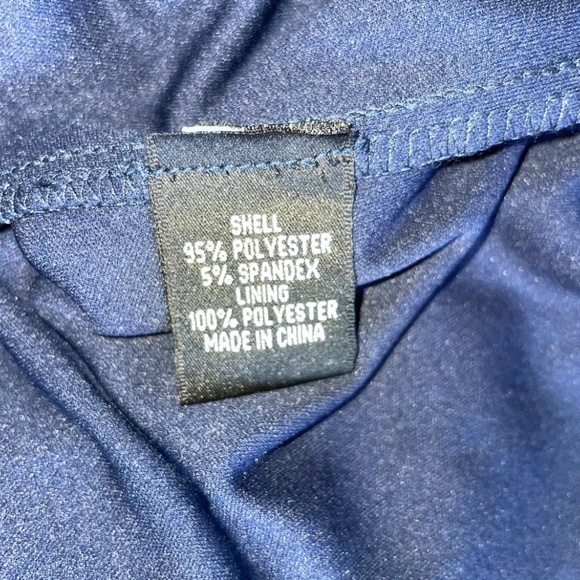 SHELL
95% POLYESTER
5% SPANDEX
LINING
100% POLYESTER
MADE IN CHINA